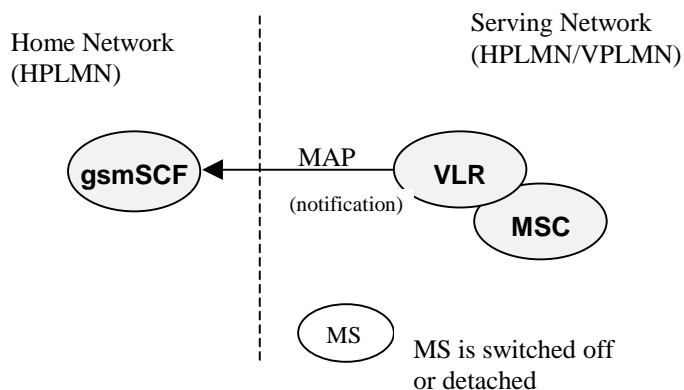 Home Network
(HPLMN)
Serving Network
(HPLMN/VPLMN)
gsmSCF
MAP
(notification)
VLR
MSC
MS
MS is switched off
or detached